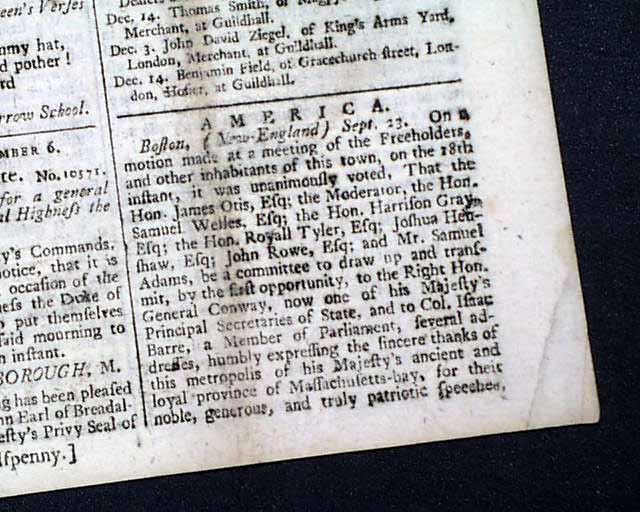 een's Verses
mmy hat,
d pother!
rd
rrow School.
MBER 6.
te. No. 10571.
for a general
al Highness the
y's Commands,
notice, that it is
occasion of the
ness the Duke of
o put themselves
said mourning to
n instant.
BOROUGH, M.
ng has been pleased
hn Earl of Breadal-
esty's Privy Seal of
lfpenny.]
Dec. 14. Thomas Smith, of
Merchant, at Guildhall.
Dec. 3. John David Ziegel, of King's Arms Yard,
London, Merchant, at Guildhall.
Dec. 14. Benjamin Field, of Gracechurch-street, Lon-
don, Hosier, at Guildhall.
AMERICA.
Boston, (New-England) Sept. 23. On a
motion made at a meeting of the Freeholders,
and other inhabitants of this town, on the 18th
instant, it was unanimously voted, That the
Hon. James Otis, Esq; the Moderator, the Hon.
Samuel Welles, Esq; the Hon. Harrison Gray,
Esq; the Hon. Royall Tyler, Esq; Joshua Hen-
shaw, Esq; John Rowe, Esq; and Mr. Samuel
Adams, be a committee to draw up and trans-
mit, by the first opportunity, to the Right Hon.
General Conway, now one of his Majesty's
Principal Secretaries of State, and to Col. Isaac
Barre, a Member of Parliament, several ad-
dresses, humbly expressing the sincere thanks of
this metropolis of his Majesty's ancient and
loyal province of Massachusetts-bay, for their
noble, generous, and truly patriotic speeches,